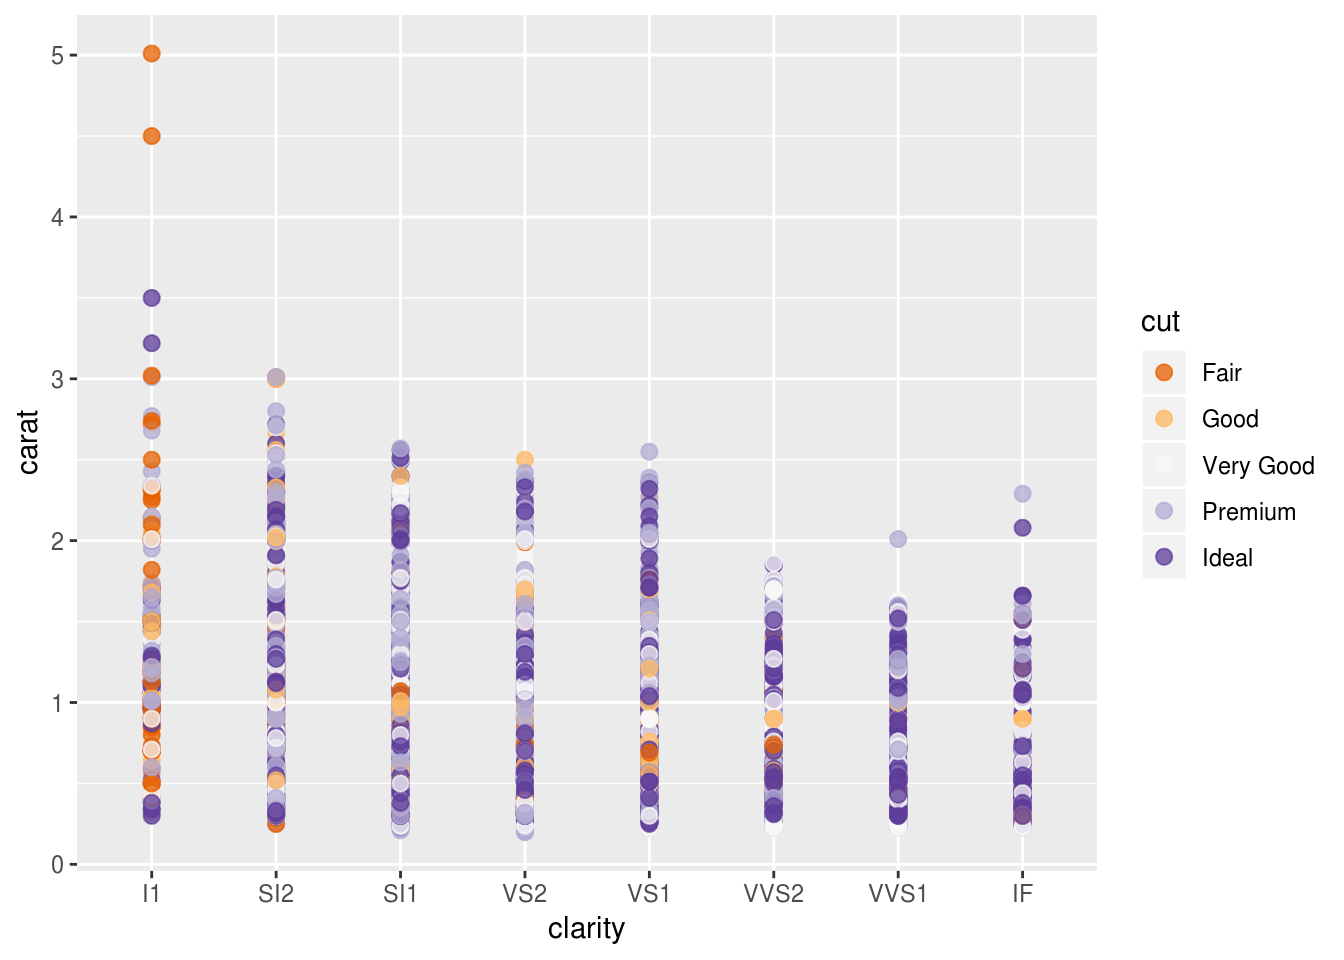 5
4
3
2
1
0
carat
I1 SI2 SI1 VS2 VS1 VVS2 VVS1 IF
clarity
cut
Fair
Good
Very Good
Premium
Ideal